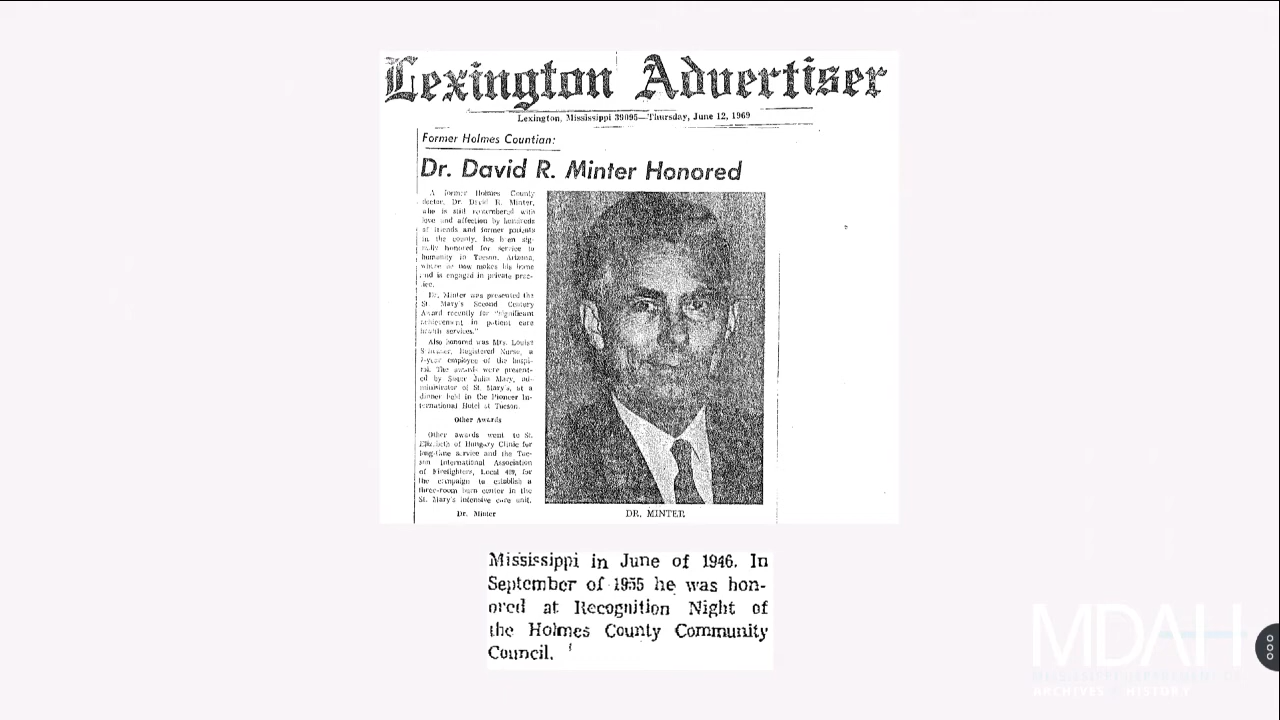 Lexington Advertiser
Lexington, Mississippi 39095—Thursday, June 12, 1969
Former Holmes Countian:
Dr. David R. Minter Honored
A former Holmes County
doctor, Dr. David R. Minter,
who is still remembered with
love and affection by hundreds
of friends and former patients
in the county, has been sig-
nally honored for service to
humanity in Tucson, Arizona,
where he now makes his home
and is engaged in private prac-
tice.
Dr. Minter was presented the
St. Mary's Second Century
Award recently for "significant
achievement in patient care
health services."
Also honored was Mrs. Louise
Registered Nurse, a
7-year employee of the hospi-
tal. The awards were present-
ed by Mary, ad-
ministrator of St. Mary's, at a
dinner held in the Pioneer In-
ternational Hotel at Tucson.
Other Awards
Other awards went to St.
Elizabeth of Hungary Clinic for
long-time service and the Tuc-
son International Association
of Firefighters, Local 479, for
the campaign to establish a
three-room burn center in the
St. Mary's intensive care unit.
Dr. Minter
DR. MINTER
Mississippi in June of 1946. In
September of 1955 he was hon-
ored at Recognition Night of
the Holmes County Community
Council.
MDAH
MISSISSIPPI DEPARTMENT OF
ARCHIVES & HISTORY